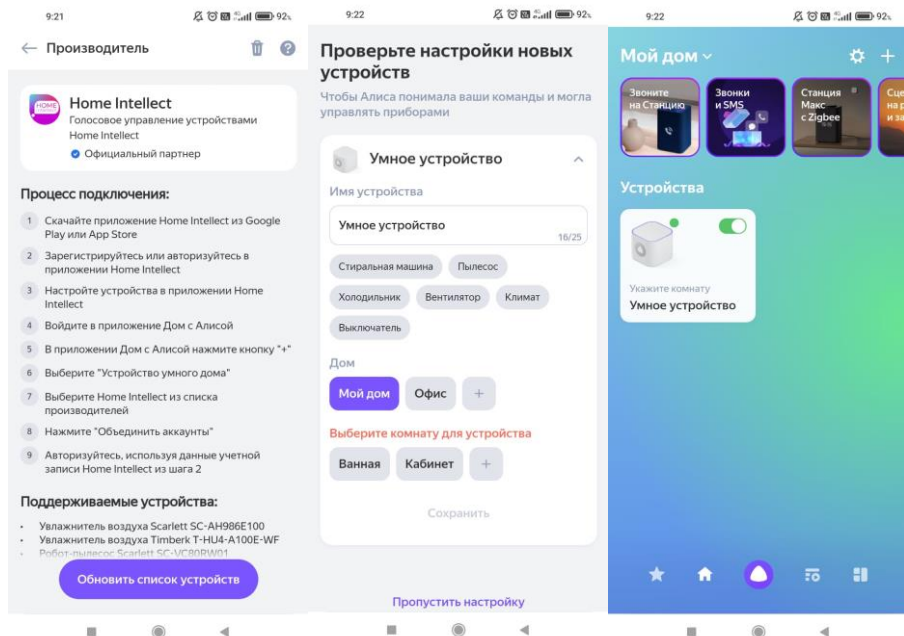 9:21
4G
92%
Производитель
HOME
Home Intellect
Голосовое управление устройствами
Home Intellect
Официальный партнер
Процесс подключения:
1 Скачайте приложение Home Intellect из Google
Play или App Store
2 Зарегистрируйтесь или авторизуйтесь в
приложении Home Intellect
3 Настройте устройства в приложении Home
Intellect
4 Войдите в приложение Дом с Алисой
5 В приложении Дом с Алисой нажмите кнопку "+"
6 Выберите "Устройство умного дома"
7 Выберите Home Intellect из списка
производителей
8 Нажмите "Объединить аккаунты"
9 Авторизуйтесь, используя данные учетной
записи Home Intellect из шага 2
Поддерживаемые устройства:
• Увлажнитель воздуха Scarlett SC-AH986E100
• Увлажнитель воздуха Timberk T-HU4-A100E-WF
• Робот-пылесос Scarlett SC-VC80RW01
Обновить список устройств
9:22
4G
92%
Проверьте настройки новых
устройств
Чтобы Алиса понимала ваши команды и могла
управлять приборами
Умное устройство
Имя устройства
Умное устройство
16/25
Стиральная машина Пылесос
Холодильник Вентилятор Климат
Выключатель
Дом
Мой дом Офис +
Выберите комнату для устройства
Ванная Кабинет +
Сохранить
Пропустить настройку
9:22
4G
92%
Мой дом
Звоните
на Станцию
Звонки
и SMS
Станция
Макс
с Zigbee
Устройства
Укажите комнату
Умное устройство